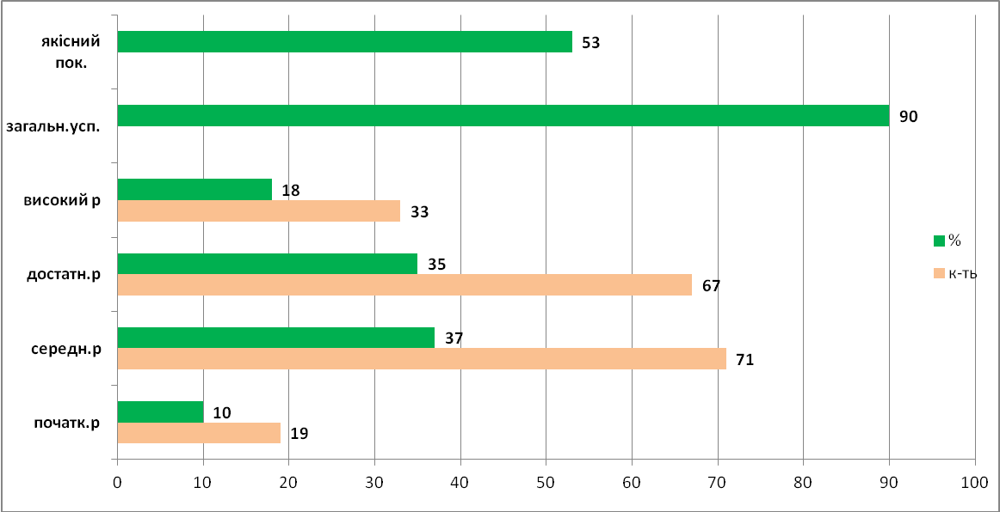 якісний
пок.
53
загальн.усп.
90
високий р
18
33
достатн.р
35
67
середн.р
37
71
початк.р
10
19
%
к-ть
0 10 20 30 40 50 60 70 80 90 100